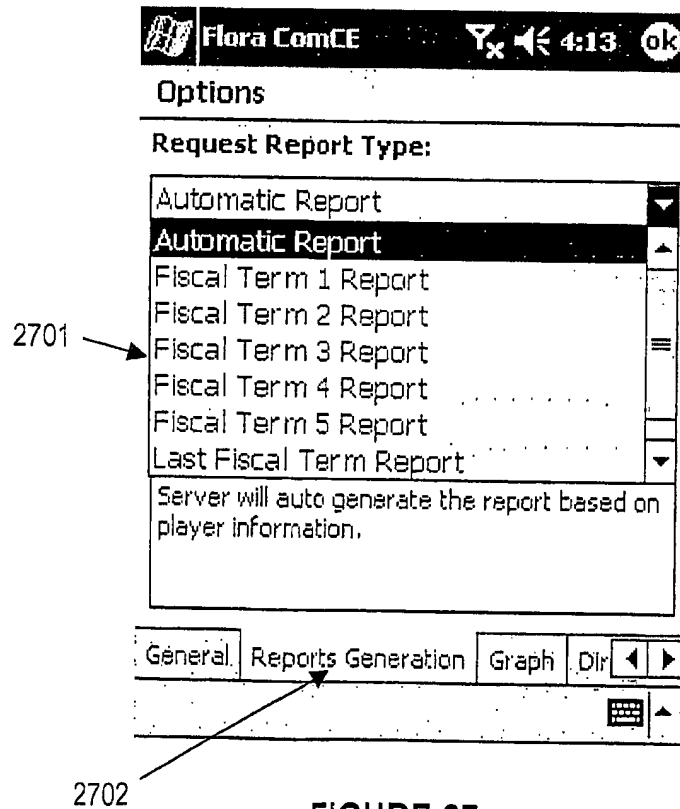 Flora ComCE 4:13 ok
Options
Request Report Type:
Automatic Report
Automatic Report
Fiscal Term 1 Report
Fiscal Term 2 Report
2701
Fiscal Term 3 Report
Fiscal Term 4 Report
Fiscal Term 5 Report
Last Fiscal Term Report
Server will auto generate the report based on
player information.
General Reports Generation Graph Dir
2702